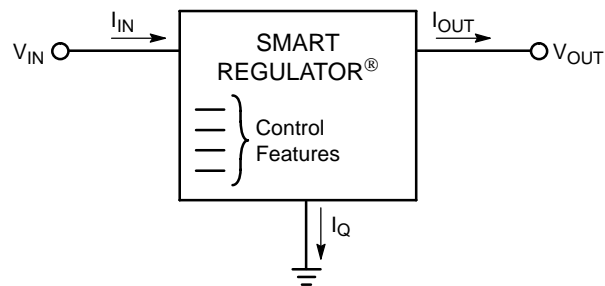 I_IN
I_OUT
V_IN
SMART
REGULATOR®
V_OUT
Control
Features
I_Q